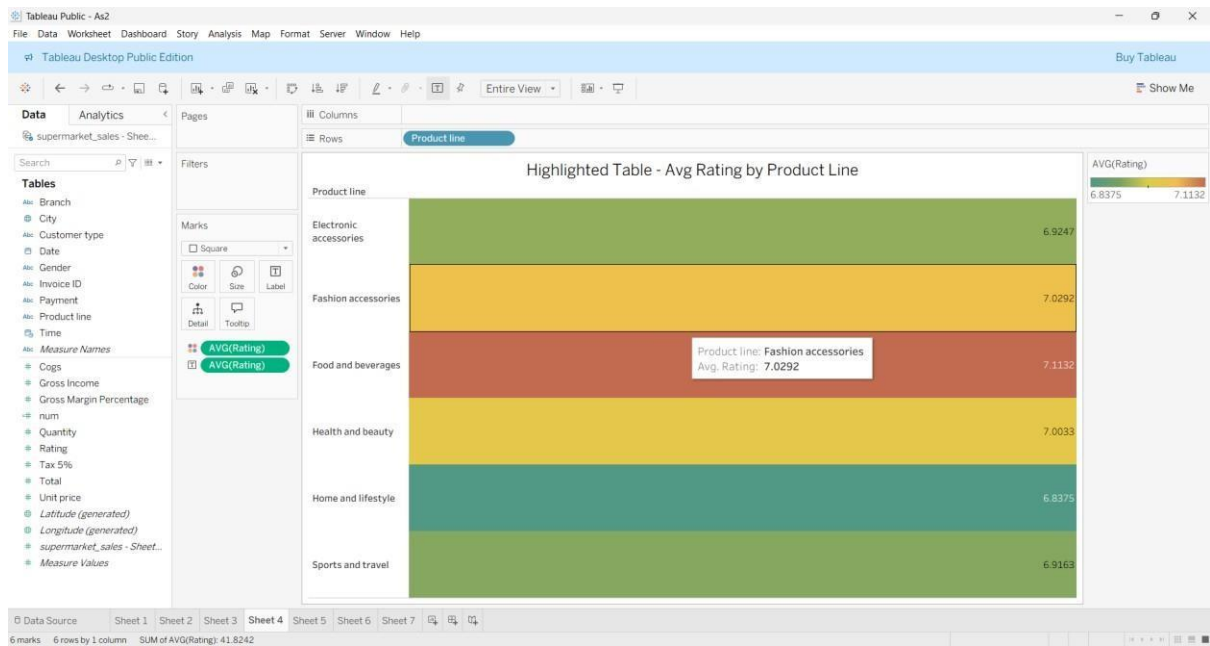 Tableau Public - As2
File Data Worksheet Dashboard Story Analysis Map Format Server Window Help
Tableau Desktop Public Edition
Buy Tableau
Entire View
Show Me
Data Analytics
supermarket_sales - Shee...
Search
Tables
Abc Branch
City
Abc Customer type
Date
Abc Gender
Abc Invoice ID
Abc Payment
Abc Product line
Time
Abc Measure Names
# Cogs
# Gross Income
# Gross Margin Percentage
=# num
# Quantity
# Rating
# Tax 5%
# Total
# Unit price
Latitude (generated)
Longitude (generated)
# supermarket_sales - Sheet...
# Measure Values
Pages
Filters
Marks
Square
Color Size Label
Detail Tooltip
AVG(Rating)
AVG(Rating)
Columns
Rows Product line
Highlighted Table - Avg Rating by Product Line
Product line
Electronic
accessories 6.9247
Fashion accessories 7.0292
Food and beverages 7.1132
Product line: Fashion accessories
Avg. Rating: 7.0292
Health and beauty 7.0033
Home and lifestyle 6.8375
Sports and travel 6.9163
AVG(Rating)
6.8375 7.1132
Data Source Sheet 1 Sheet 2 Sheet 3 Sheet 4 Sheet 5 Sheet 6 Sheet 7
6 marks 6 rows by 1 column SUM of AVG(Rating): 41.8242